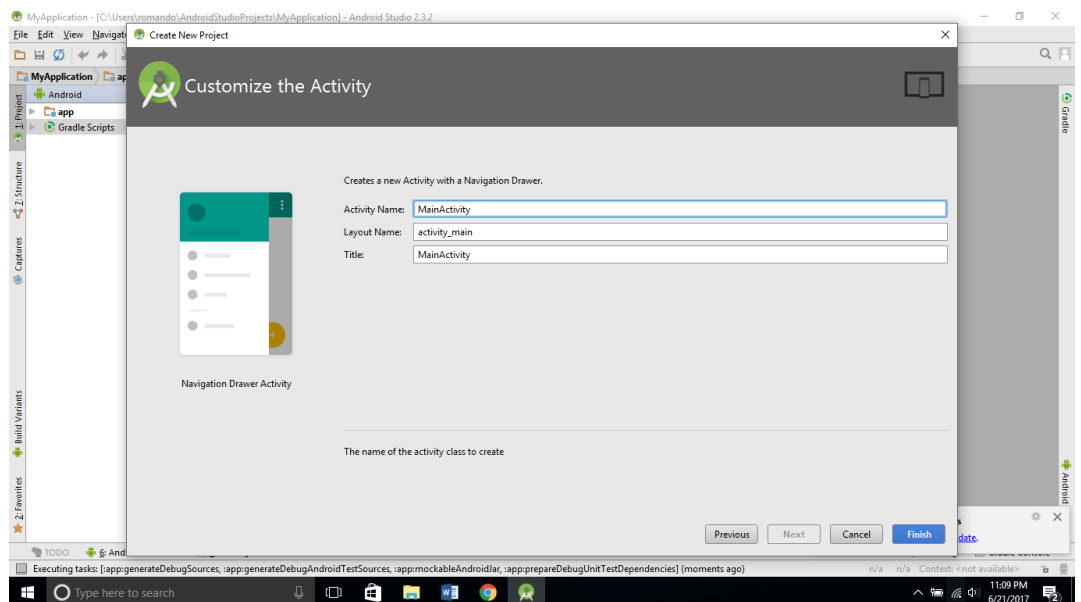 MyApplication - [C:\Users\romando\AndroidStudioProjects\MyApplication] - Android Studio 2.3.2
File Edit View Navigat
Create New Project
MyApplication
Customize the Activity
1: Project
Android
app
Gradle Scripts
Gradle
Z: Structure
Captures
Build Variants
2: Favorites
Creates a new Activity with a Navigation Drawer.
Activity Name: MainActivity
Layout Name: activity_main
Title: MainActivity
Navigation Drawer Activity
The name of the activity class to create
Android
Previous Next Cancel Finish
date.
TODO 6: And
Executing tasks: [:app:generateDebugSources, :app:generateDebugAndroidTestSources, :app:mockableAndroidJar, :app:prepareDebugUnitTestDependencies] (moments ago)
n/a n/a Context: <not available>
Type here to search
11:09 PM
6/21/2017
2